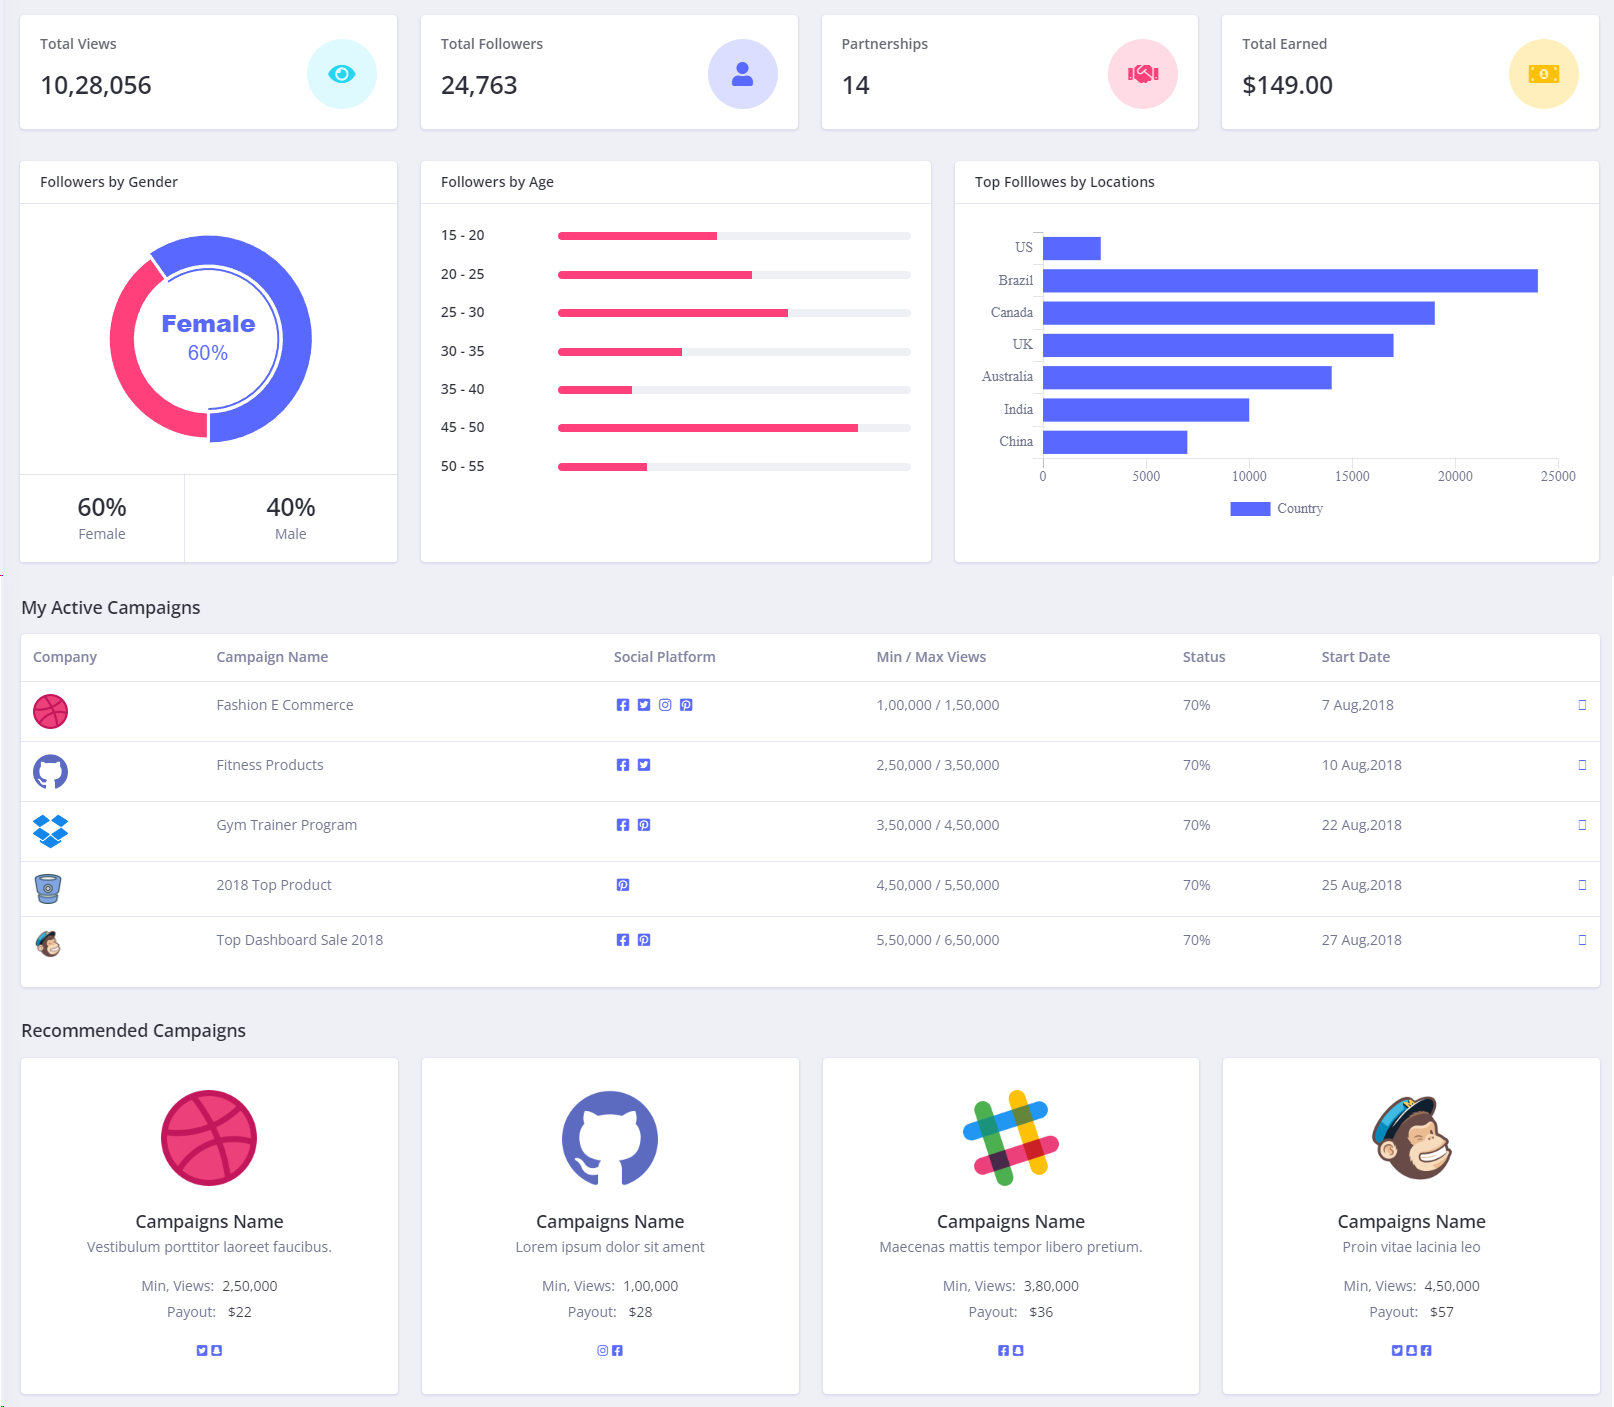 Total Views
10,28,056
Total Followers
24,763
Partnerships
14
Total Earned
$149.00
Followers by Gender
Female
60%
60%
Female
40%
Male
Followers by Age
15 - 20
20 - 25
25 - 30
30 - 35
35 - 40
45 - 50
50 - 55
Top Folllowes by Locations
US
Brazil
Canada
UK
Australia
India
China
0 5000 10000 15000 20000 25000
Country
My Active Campaigns
Company Campaign Name Social Platform Min / Max Views Status Start Date
Fashion E Commerce 1,00,000 / 1,50,000 70% 7 Aug,2018
Fitness Products 2,50,000 / 3,50,000 70% 10 Aug,2018
Gym Trainer Program 3,50,000 / 4,50,000 70% 22 Aug,2018
2018 Top Product 4,50,000 / 5,50,000 70% 25 Aug,2018
Top Dashboard Sale 2018 5,50,000 / 6,50,000 70% 27 Aug,2018
Recommended Campaigns
Campaigns Name
Vestibulum porttitor laoreet faucibus.
Min, Views: 2,50,000
Payout: $22
Campaigns Name
Lorem ipsum dolor sit ament
Min, Views: 1,00,000
Payout: $28
Campaigns Name
Maecenas mattis tempor libero pretium.
Min, Views: 3,80,000
Payout: $36
Campaigns Name
Proin vitae lacinia leo
Min, Views: 4,50,000
Payout: $57